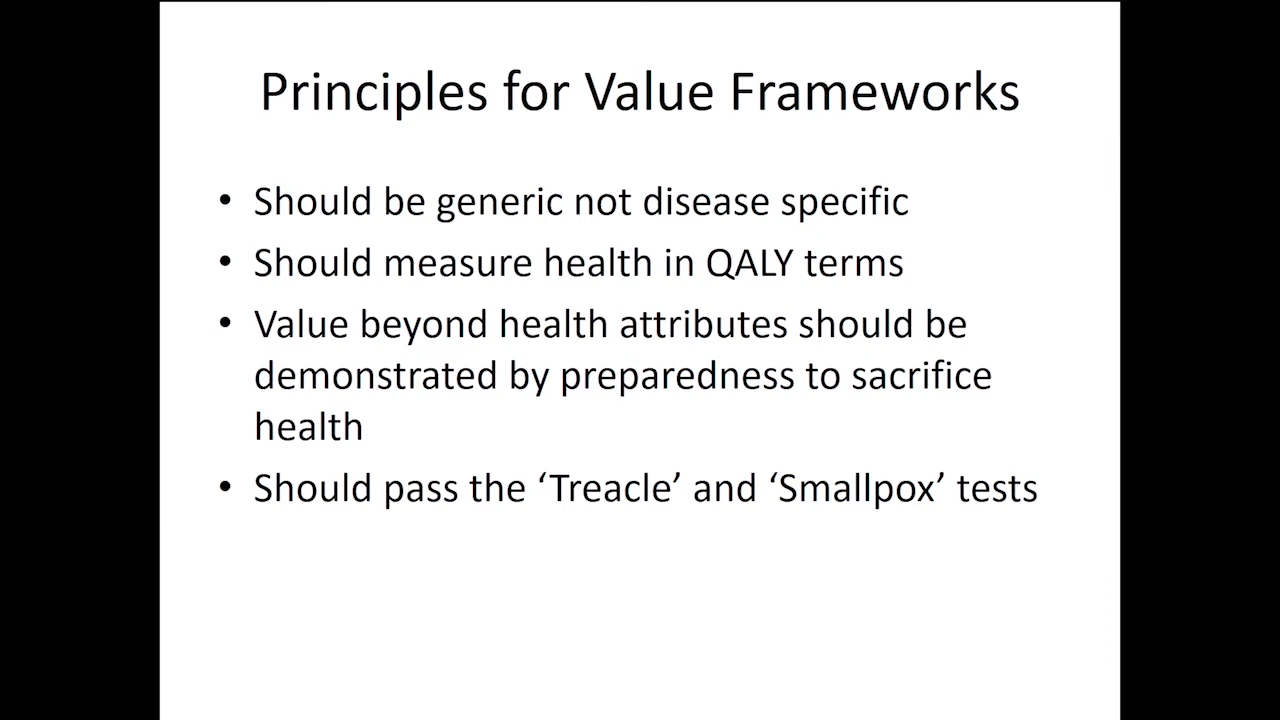 Principles for Value Frameworks
• Should be generic not disease specific
• Should measure health in QALY terms
• Value beyond health attributes should be
demonstrated by preparedness to sacrifice
health
• Should pass the ‘Treacle’ and ‘Smallpox’ tests